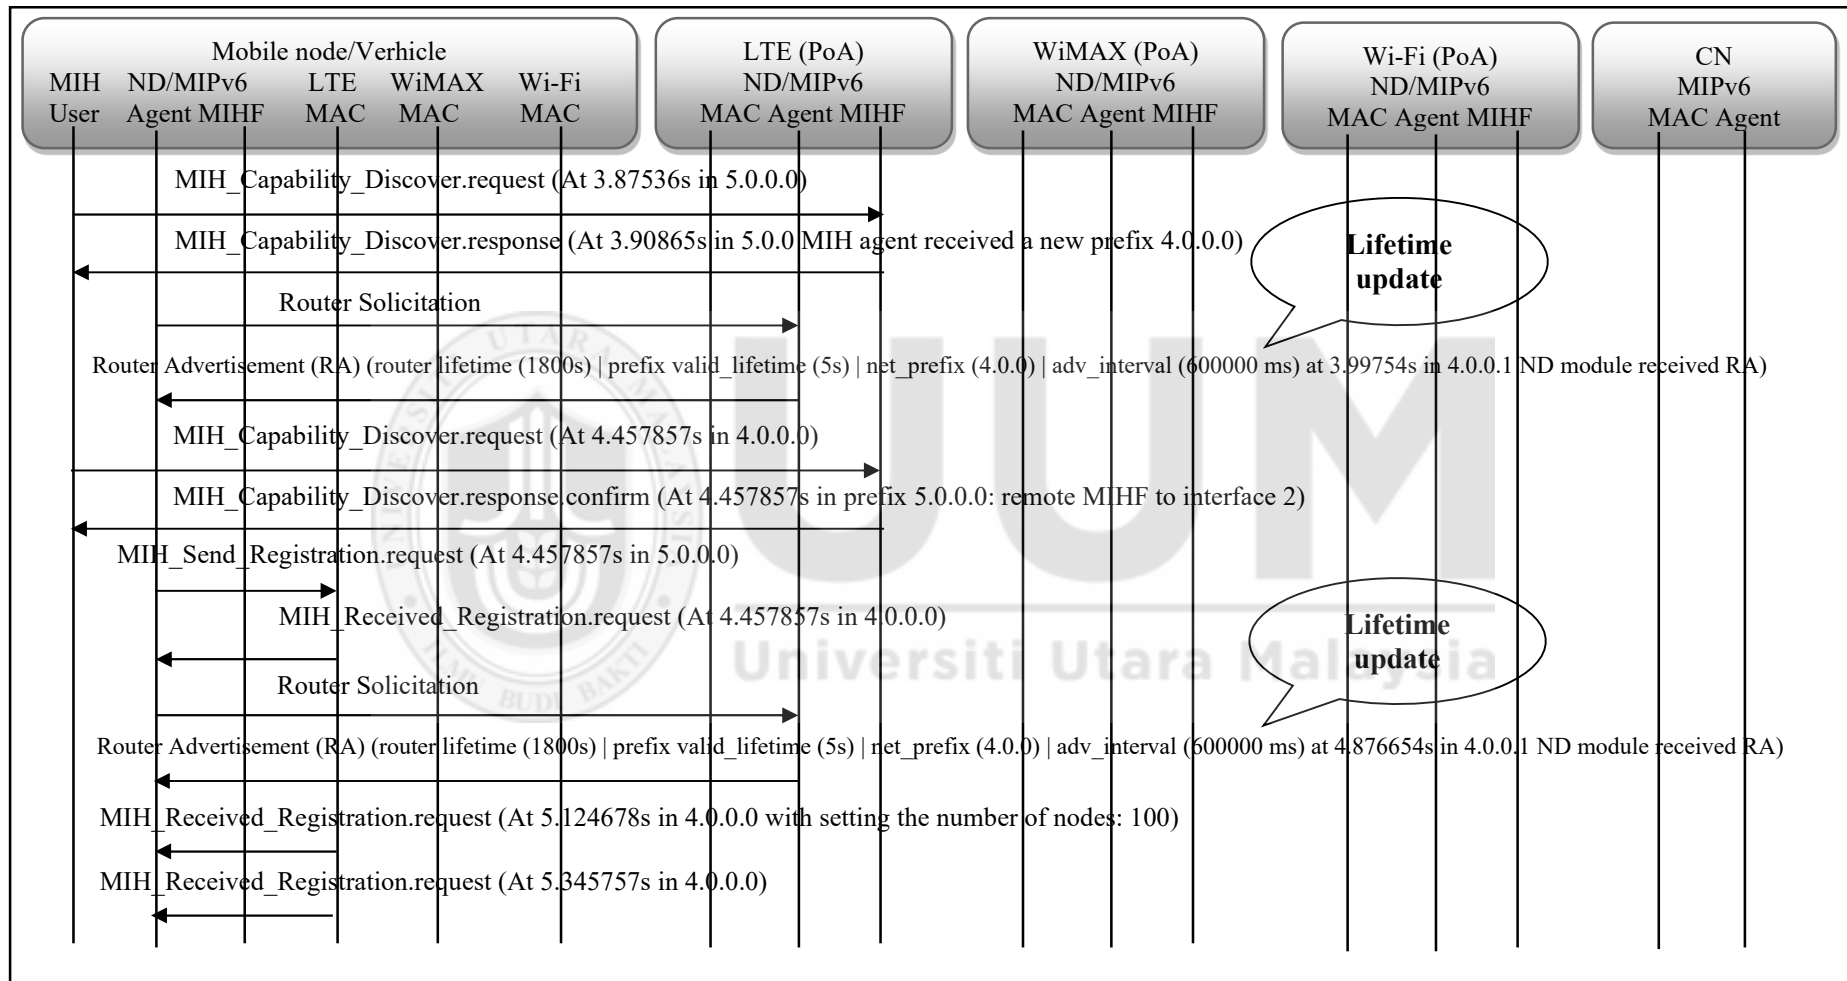 Mobile node/Verhicle
MIH ND/MIPv6 LTE WiMAX Wi-Fi
User Agent MIHF MAC MAC MAC
LTE (PoA)
ND/MIPv6
MAC Agent MIHF
WiMAX (PoA)
ND/MIPv6
MAC Agent MIHF
Wi-Fi (PoA)
ND/MIPv6
MAC Agent MIHF
CN
MIPv6
MAC Agent
MIH_Capability_Discover.request (At 3.87536s in 5.0.0.0)
MIH_Capability_Discover.response (At 3.90865s in 5.0.0 MIH agent received a new prefix 4.0.0.0)
Lifetime
update
Router Solicitation
Router Advertisement (RA) (router lifetime (1800s) | prefix valid_lifetime (5s) | net_prefix (4.0.0) | adv_interval (600000 ms) at 3.99754s in 4.0.0.1 ND module received RA)
MIH_Capability_Discover.request (At 4.457857s in 4.0.0.0)
MIH_Capability_Discover.response.confirm (At 4.457857s in prefix 5.0.0.0: remote MIHF to interface 2)
MIH_Send_Registration.request (At 4.457857s in 5.0.0.0)
MIH_Received_Registration.request (At 4.457857s in 4.0.0.0)
Lifetime
update
Router Solicitation
Router Advertisement (RA) (router lifetime (1800s) | prefix valid_lifetime (5s) | net_prefix (4.0.0) | adv_interval (600000 ms) at 4.876654s in 4.0.0.1 ND module received RA)
MIH_Received_Registration.request (At 5.124678s in 4.0.0.0 with setting the number of nodes: 100)
MIH_Received_Registration.request (At 5.345757s in 4.0.0.0)
UNIVERSITI UTARA MALAYSIA
ILMU BUDI BAKTI
UUM
Universiti Utara Malaysia